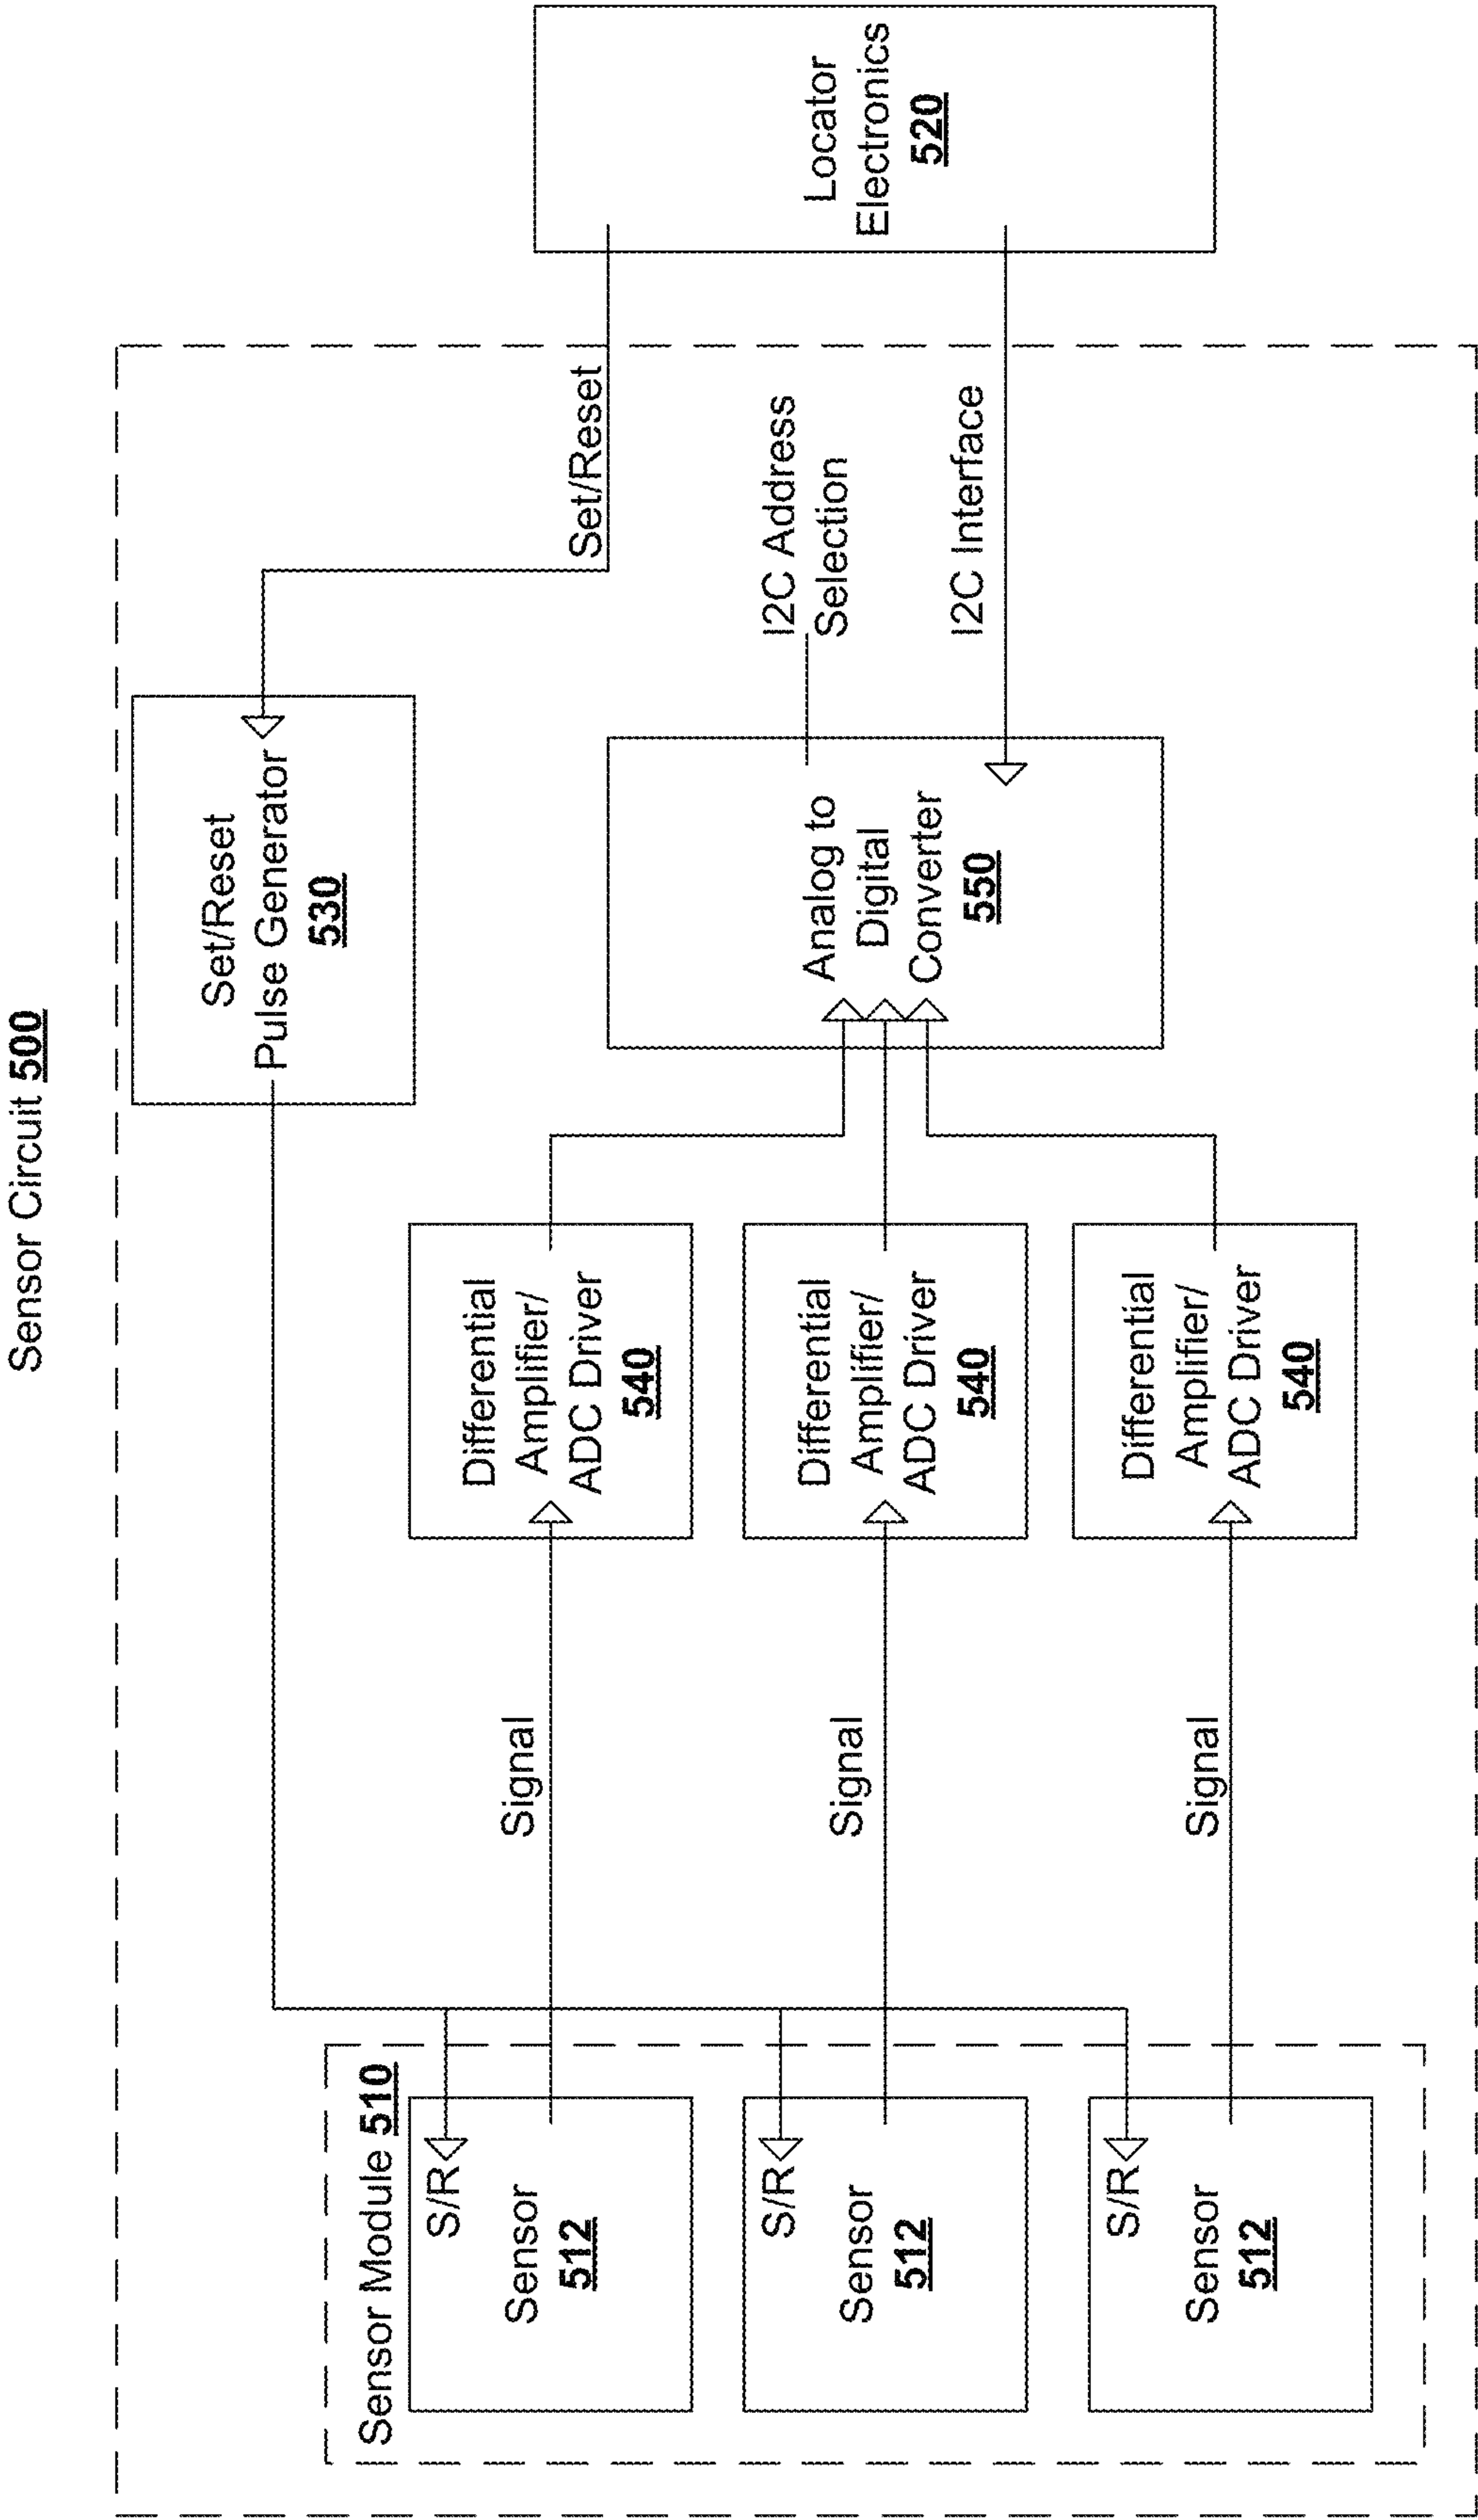 Sensor Circuit 500
Sensor Module 510
S/R
Sensor
512
S/R
Sensor
512
S/R
Sensor
512
Signal
Signal
Signal
Differential
Amplifier/
ADC Driver
540
Differential
Amplifier/
ADC Driver
540
Differential
Amplifier/
ADC Driver
540
Set/Reset
Pulse Generator
530
Analog to
Digital
Converter
550
Set/Reset
I2C Address
Selection
I2C Interface
Locator
Electronics
520